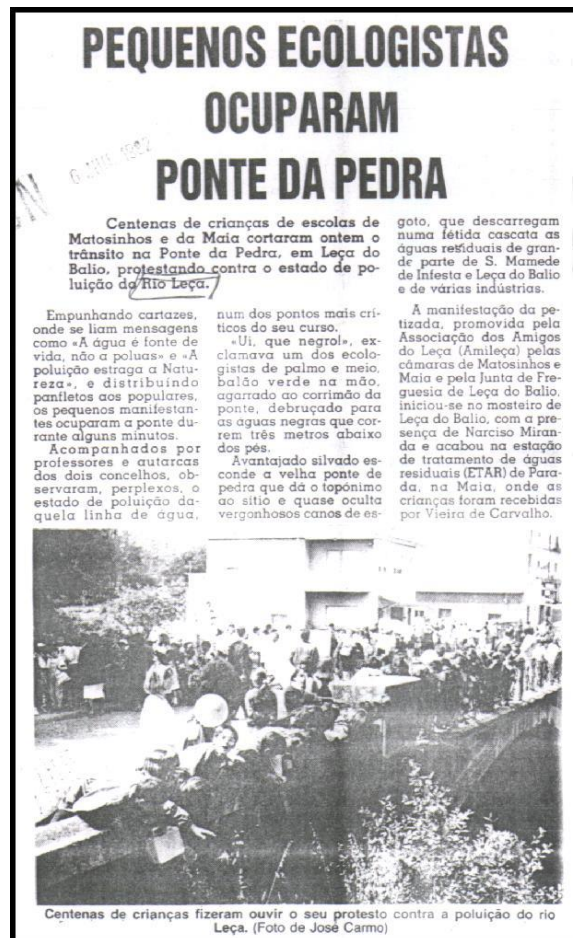 PEQUENOS ECOLOGISTAS
OCUPARAM
PONTE DA PEDRA
Centenas de crianças de escolas de
Matosinhos e da Maia cortaram ontem o
trânsito na Ponte da Pedra, em Leça do
Balio, protestando contra o estado de po-
luição do Rio Leça.
Empunhando cartazes,
onde se liam mensagens
como «A água é fonte de
vida, não a poluas» e «A
poluição estraga a Natu-
reza», e distribuindo
panfletos aos populares,
os pequenos manifestan-
tes ocuparam a ponte du-
rante alguns minutos.
Acompanhados por
professores e autarcas
dos dois concelhos, ob-
servaram, perplexos, o
estado de poluição da-
quela linha de água,
num dos pontos mais crí-
ticos do seu curso.
«Ui, que negro!», ex-
clamava um dos ecolo-
gistas de palmo e meio,
balão verde na mão,
agarrado ao corrimão da
ponte, debruçado para
as águas negras que cor-
rem três metros abaixo
dos pés.
Avantajado silvado es-
conde a velha ponte de
pedra que dá o topónimo
ao sítio e quase oculta
vergonhosos canos de es-
goto, que descarregam
numa fétida cascata as
águas residuais de gran-
de parte de S. Mamede
de Infesta e Leça do Balio
e de várias indústrias.
A manifestação da pe-
tizada, promovida pela
Associação dos Amigos
do Leça (Amileça) pelas
câmaras de Matosinhos e
Maia e pela Junta de Fre-
guesia de Leça do Balio,
iniciou-se no mosteiro de
Leça do Balio, com a pre-
sença de Narciso Miran-
da e acabou na estação
de tratamento de águas
residuais (ETAR) de Para-
da, na Maia, onde as
crianças foram recebidas
por Vieira de Carvalho.
Centenas de crianças fizeram ouvir o seu protesto contra a poluição do rio
Leça. (Foto de José Carmo)